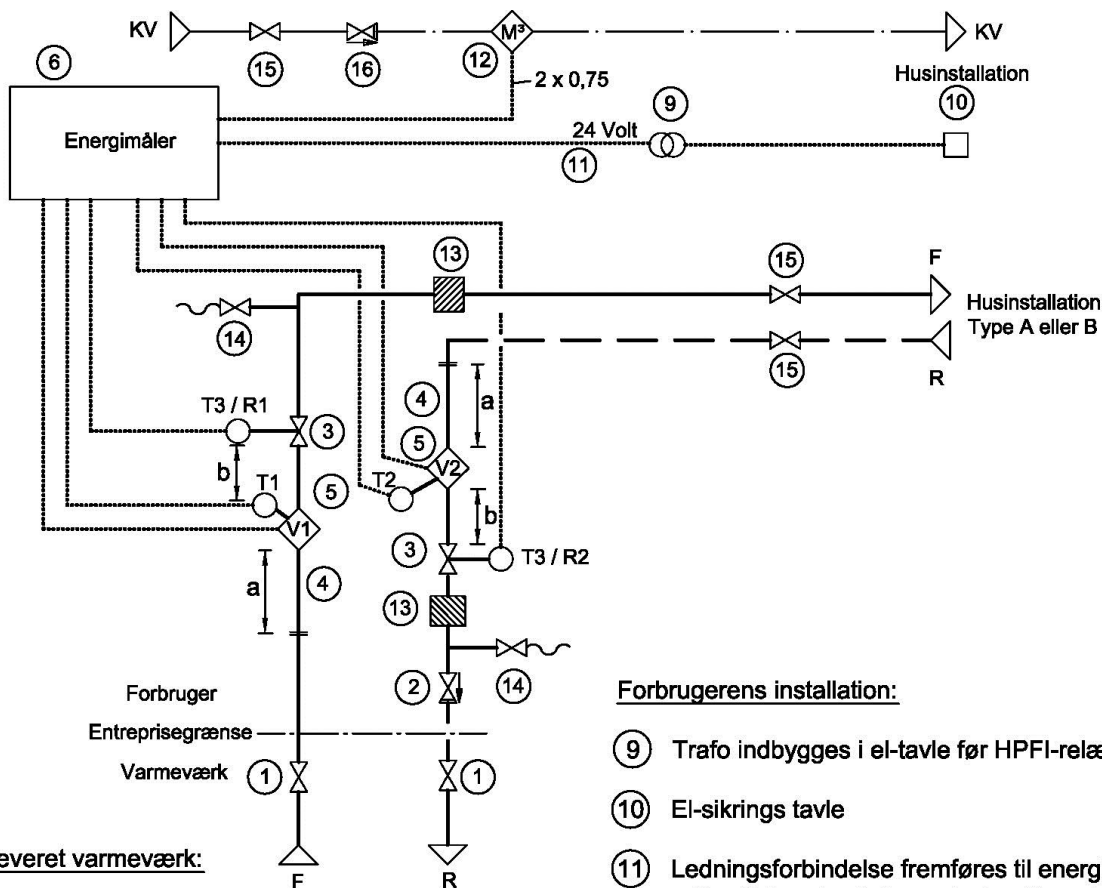 KV
M³
KV
15
16
12
6
2 x 0,75
9
Husinstallation
10
Energimåler
24 Volt
11
13
15
F
14
Husinstallation
Type A eller B
15
R
4
a
T3 / R1
3
5
V2
b
T2
T1
5
b
V1
3
T3 / R2
a
4
13
2
14
Forbruger
Entreprisegrænse
Varmeværk
1
1
F
R
Forbrugerens installation:
9 Trafo indbygges i el-tavle før HPFI-relæ
10 El-sikrings tavle
11 Ledningsforbindelse fremføres til energ
everet varmeværk: